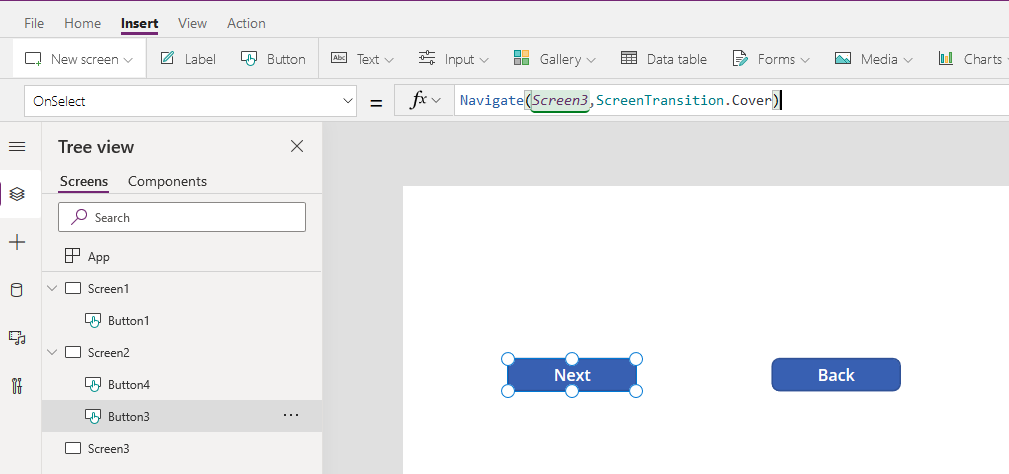 File Home Insert View Action
New screen Label Button Abc Text Input Gallery Data table Forms Media Charts
OnSelect = fx Navigate(Screen3,ScreenTransition.Cover)
Tree view
Screens Components
Search
App
Screen1
Button1
Screen2
Next Back
Button4
Button3 ...
Screen3